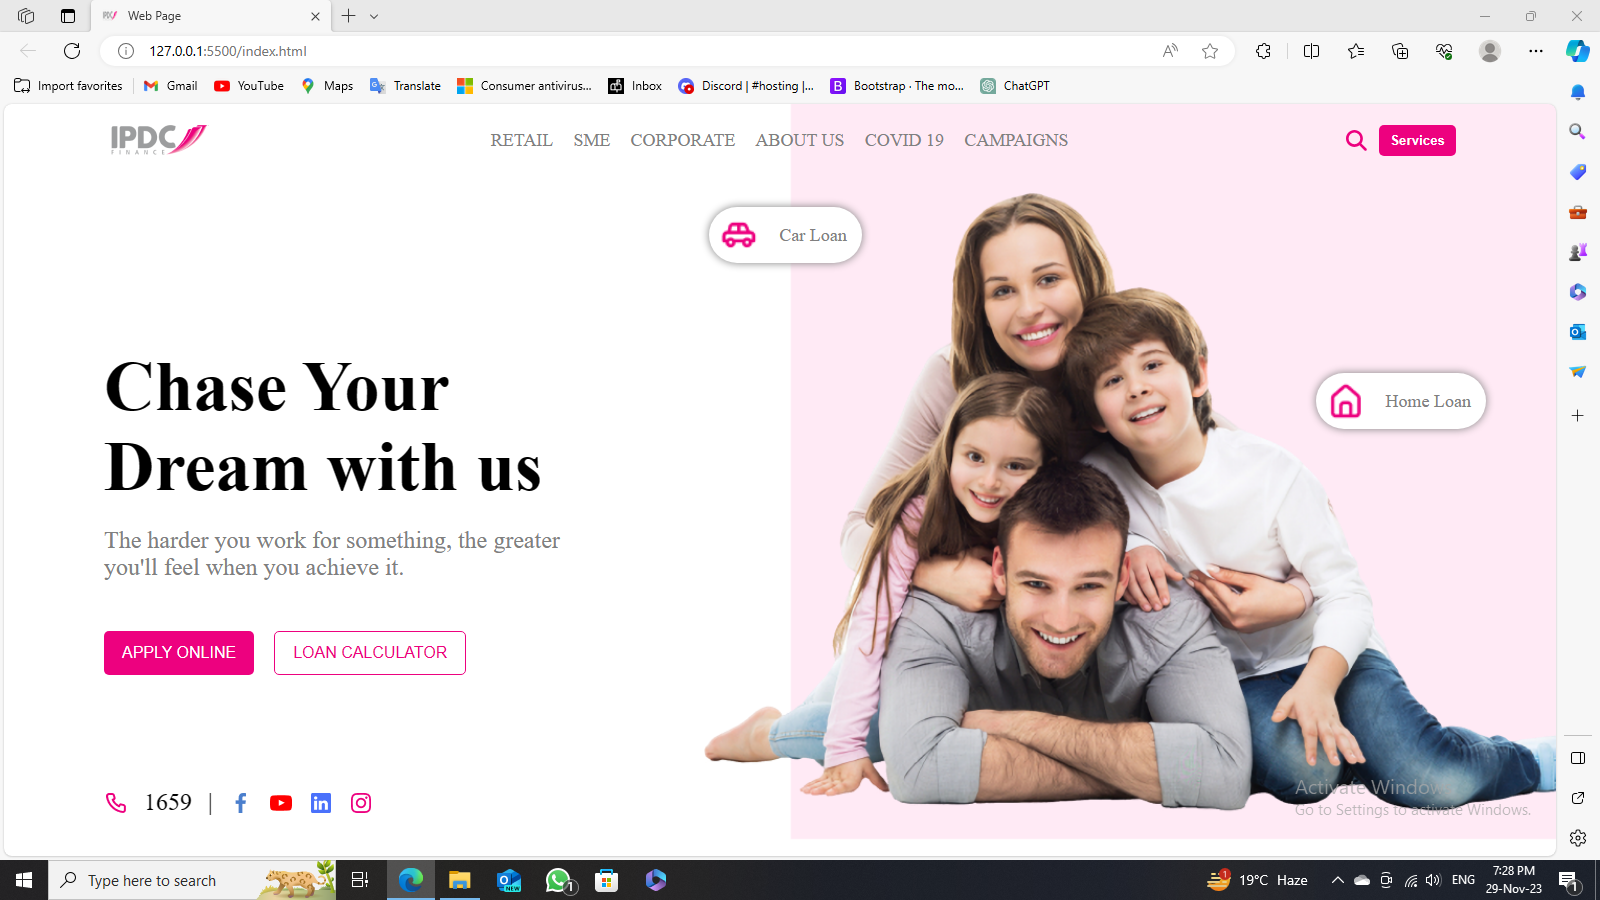 Web Page
127.0.0.1:5500/index.html
Import favorites
Gmail
YouTube
Maps
Translate
Consumer antivirus...
Inbox
Discord | #hosting |...
Bootstrap · The mo...
ChatGPT
IPDC
FINANCE
RETAIL SME CORPORATE ABOUT US COVID 19 CAMPAIGNS
Services
Car Loan
Home Loan
Chase Your
Dream with us
The harder you work for something, the greater
you'll feel when you achieve it.
APPLY ONLINE
LOAN CALCULATOR
1659 |
Activate Windows
Go to Settings to activate Windows.
Type here to search
NEW
1
1
19°C Haze
ENG
7:28 PM
29-Nov-23
1